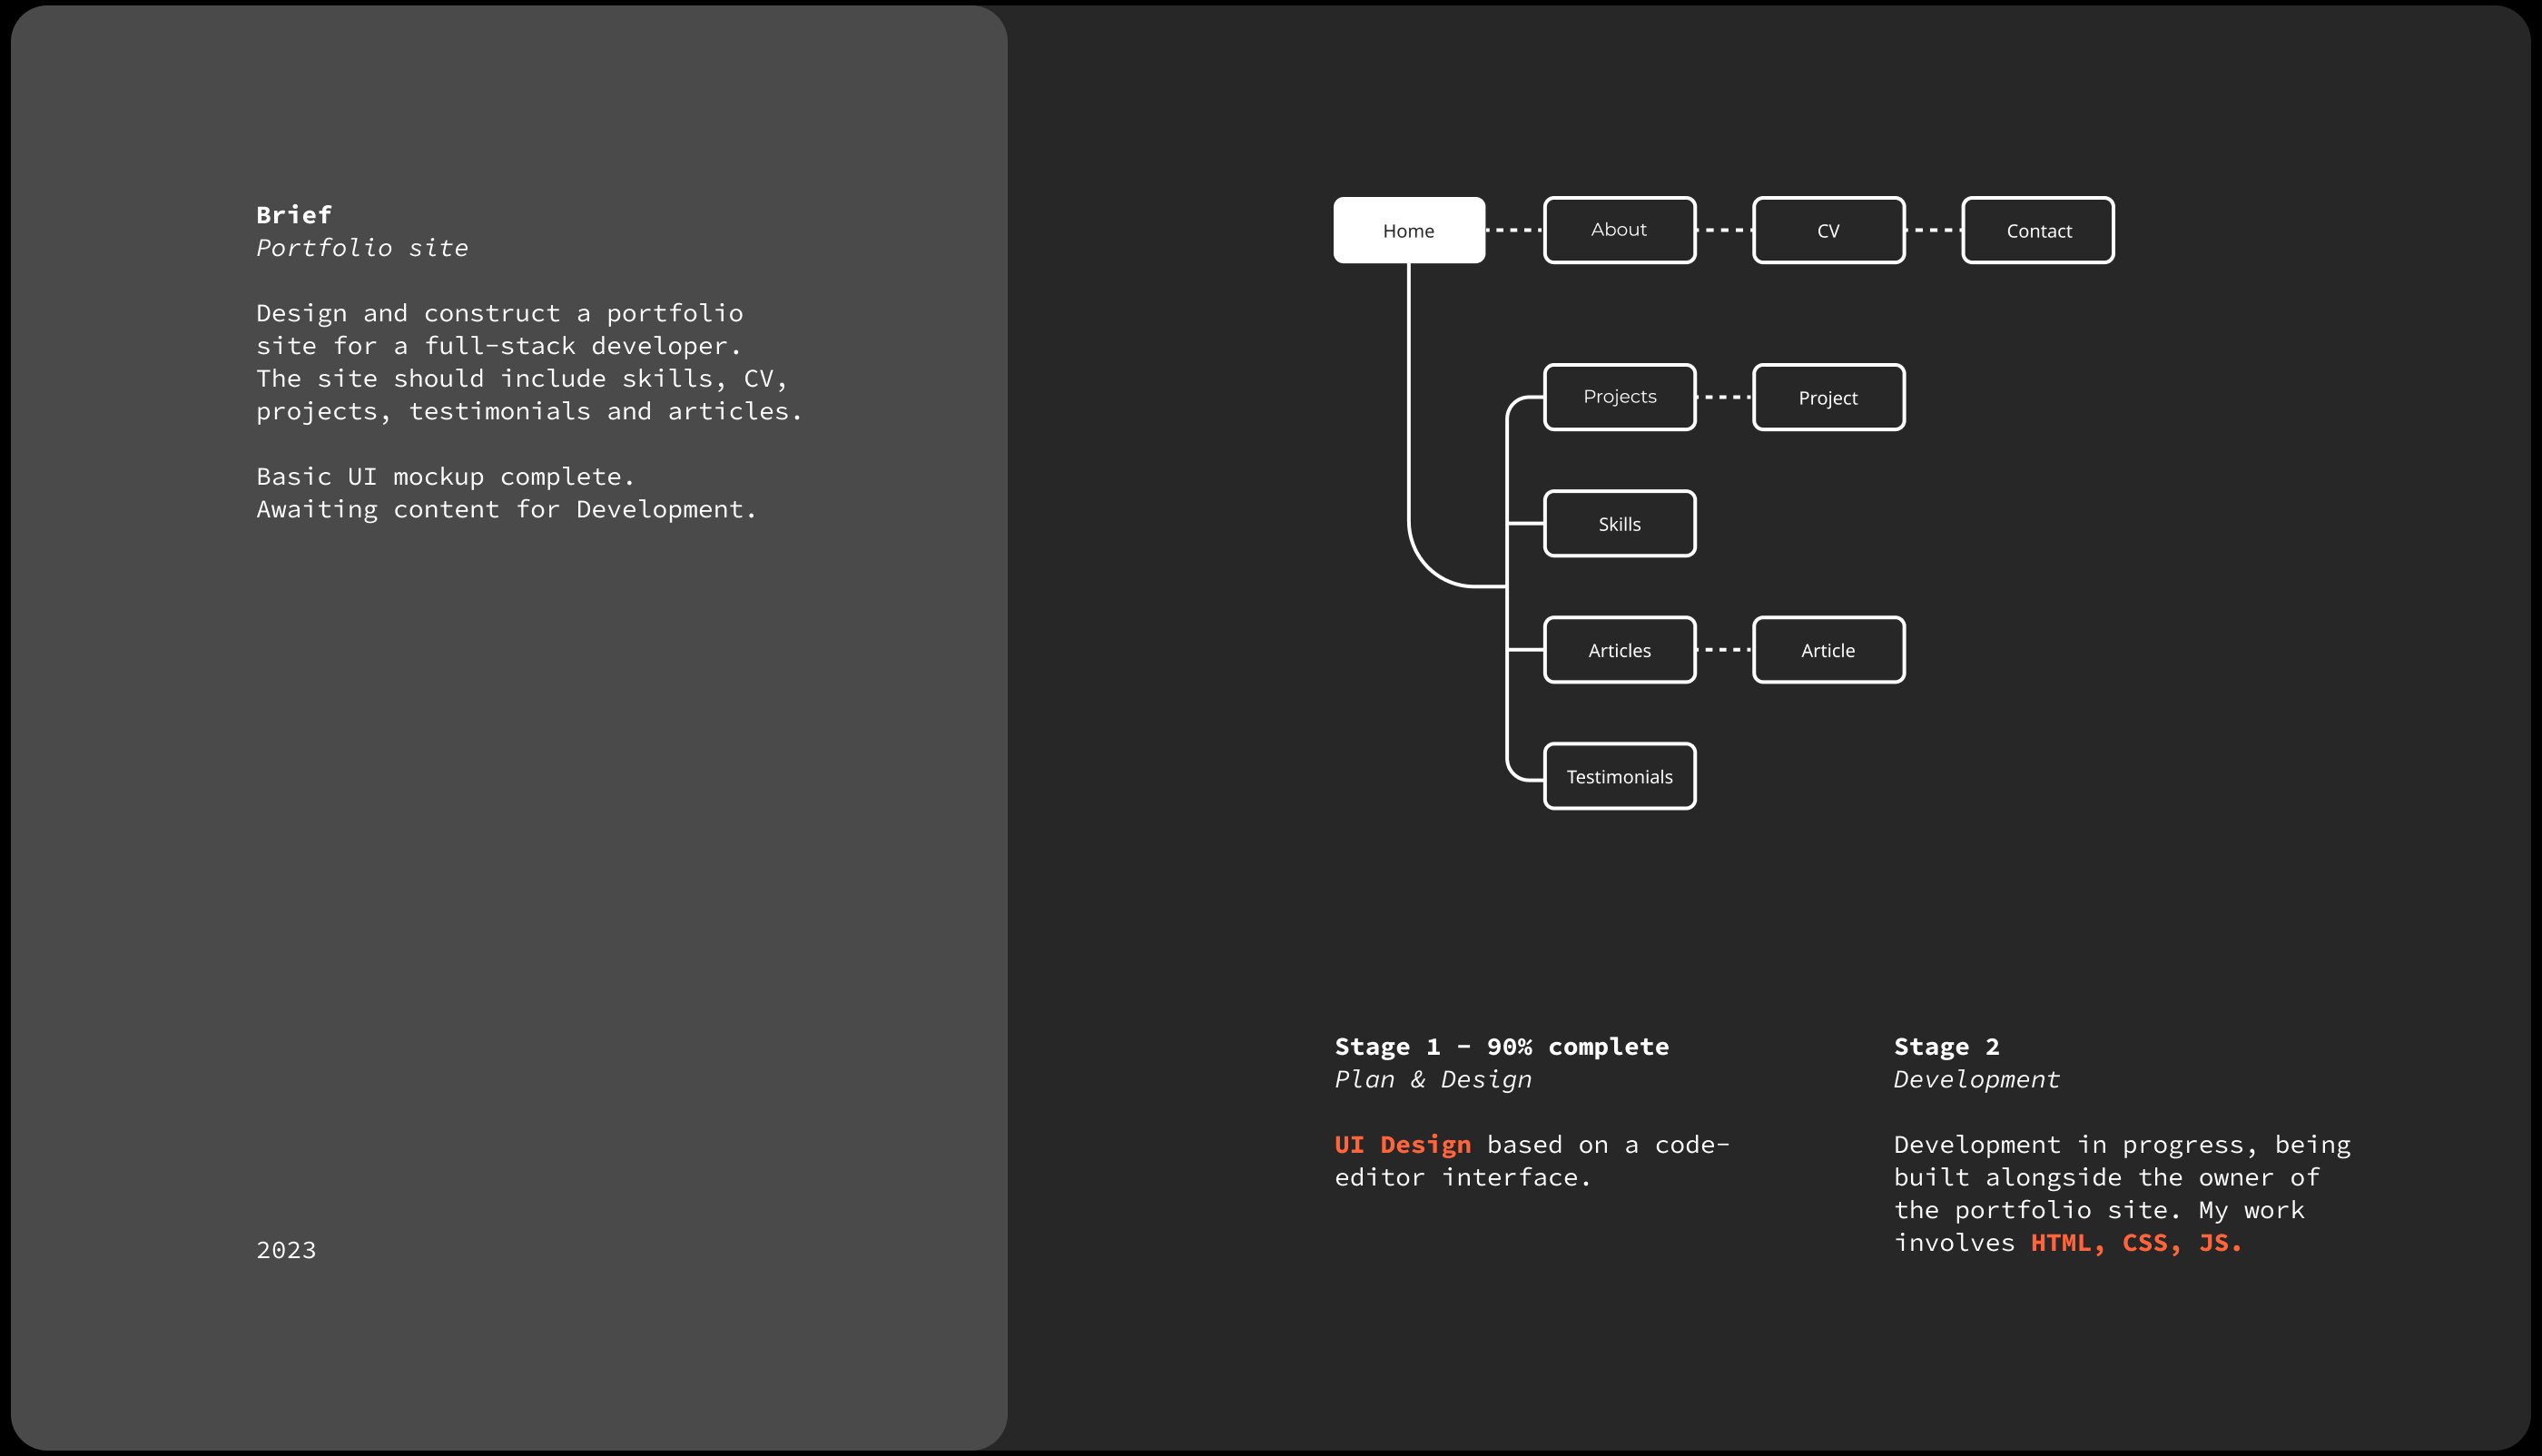 Brief
Portfolio site
Design and construct a portfolio
site for a full-stack developer.
The site should include skills, CV,
projects, testimonials and articles.
Basic UI mockup complete.
Awaiting content for Development.
2023
Home
About
CV
Contact
Projects
Project
Skills
Articles
Article
Testimonials
Stage 1 - 90% complete
Plan & Design
UI Design based on a code-
editor interface.
Stage 2
Development
Development in progress, being
built alongside the owner of
the portfolio site. My work
involves HTML, CSS, JS.